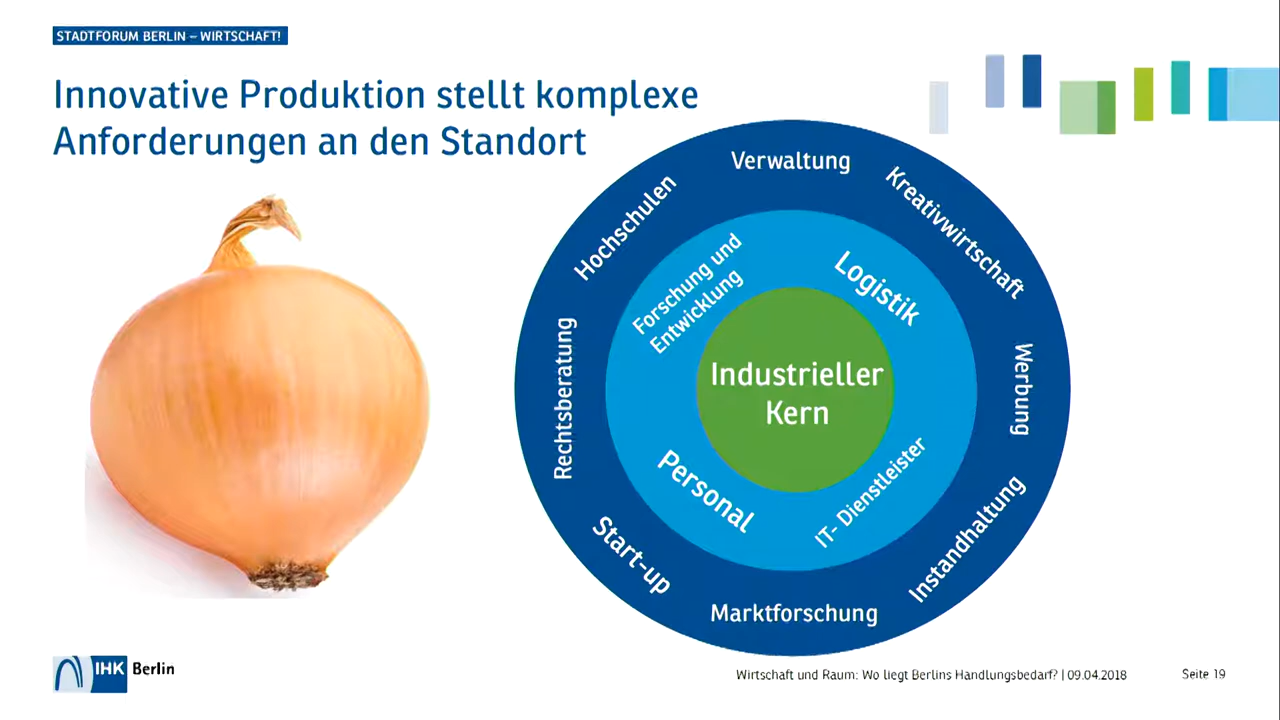 STADTFORUM BERLIN – WIRTSCHAFT!
Innovative Produktion stellt komplexe
Anforderungen an den Standort
Verwaltung
Kreativwirtschaft
Werbung
Instandhaltung
Marktforschung
Start-up
Rechtsberatung
Hochschulen
Forschung und
Entwicklung
Logistik
IT- Dienstleister
Personal
Industrieller
Kern
IHK Berlin
Wirtschaft und Raum: Wo liegt Berlins Handlungsbedarf? | 09.04.2018
Seite 19